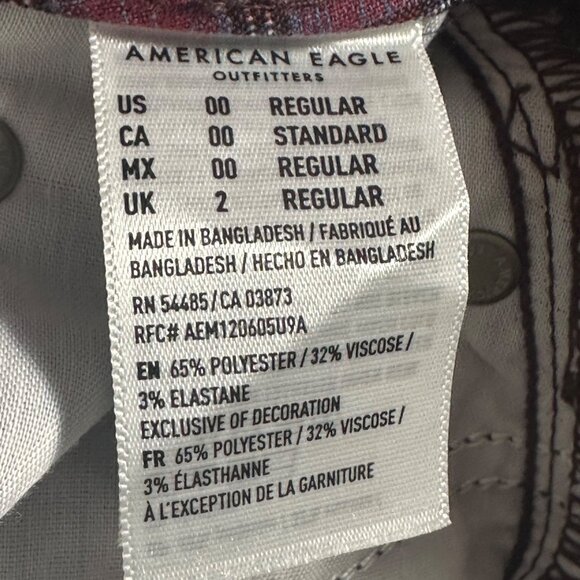 AMERICAN EAGLE
OUTFITTERS
US 00 REGULAR
CA 00 STANDARD
MX 00 REGULAR
UK 2 REGULAR
MADE IN BANGLADESH / FABRIQUÉ AU
BANGLADESH / HECHO EN BANGLADESH
RN 54485/CA 03873
RFC# AEM120605U9A
EN 65% POLYESTER / 32% VISCOSE /
3% ELASTANE
EXCLUSIVE OF DECORATION
FR 65% POLYESTER / 32% VISCOSE /
3% ÉLASTHANNE
À L'EXCEPTION DE LA GARNITURE